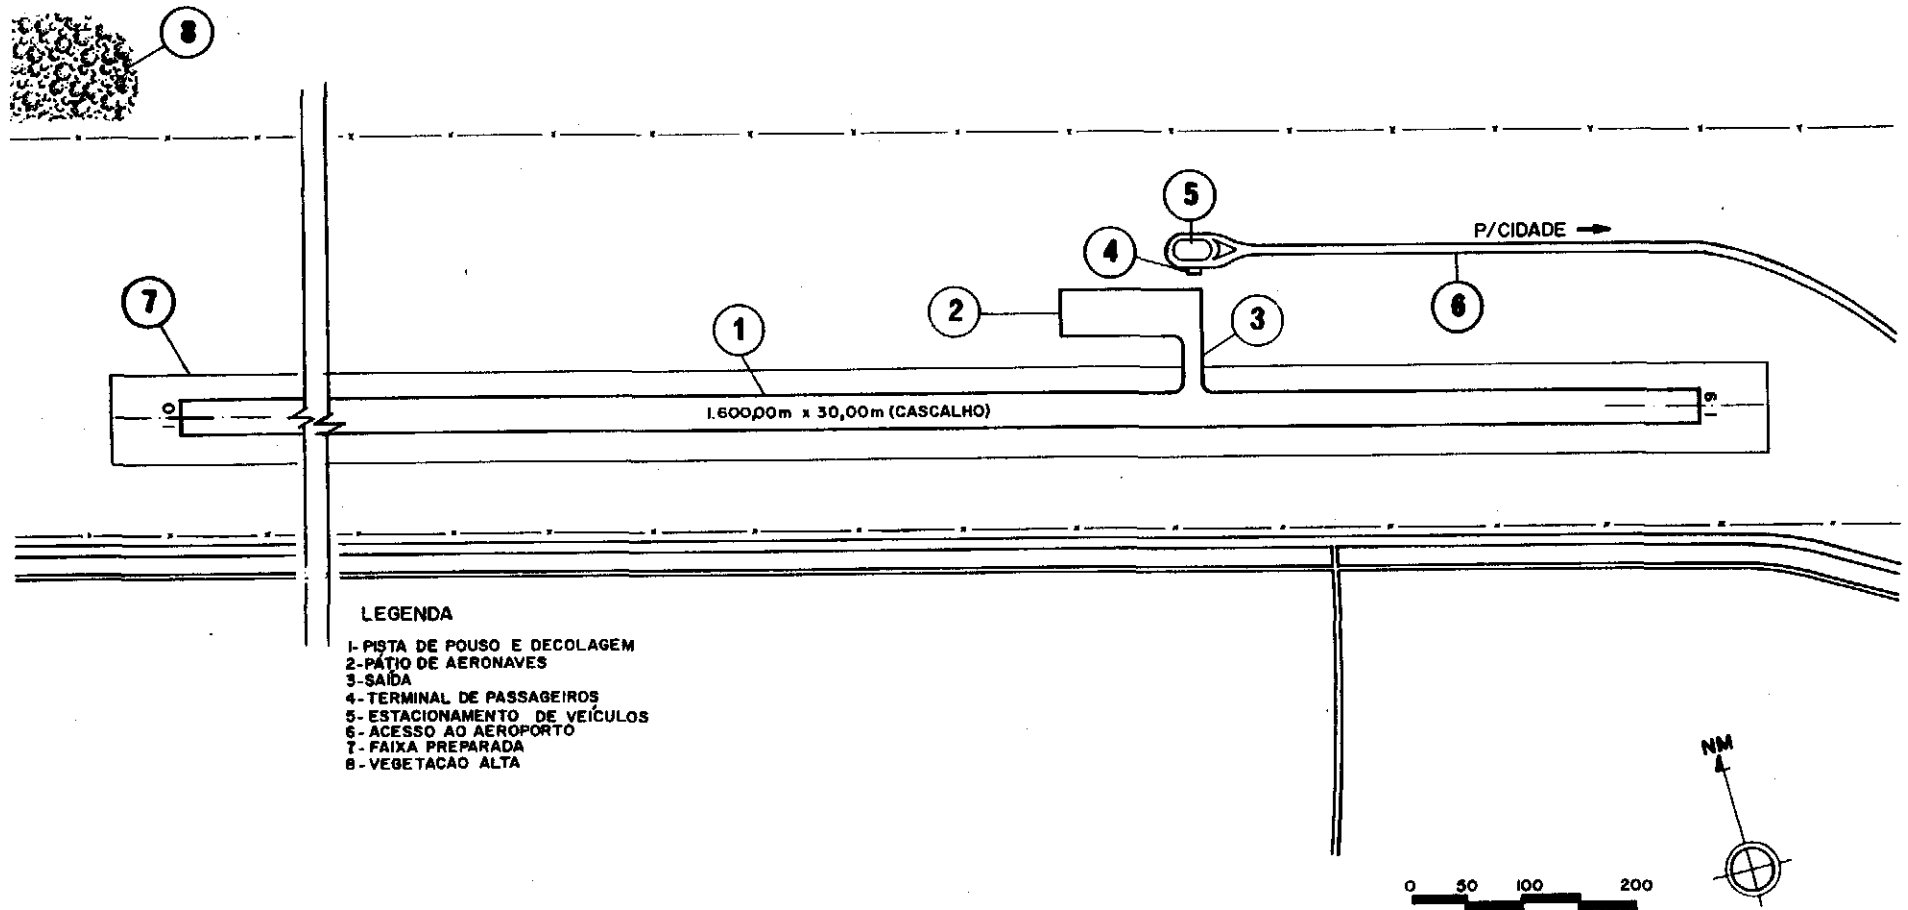 8
5
P/CIDADE
4
7
2
3
6
1
10
1.600,00m x 30,00m (CASCALHO)
LEGENDA
1- PISTA DE POUSO E DECOLAGEM
2-PÁTIO DE AERONAVES
3-SAÍDA
4-TERMINAL DE PASSAGEIROS
5-ESTACIONAMENTO DE VEÍCULOS
6- ACESSO AO AEROPORTO
7- FAIXA PREPARADA
8-VEGETACAO ALTA
NM
0 50 100 200